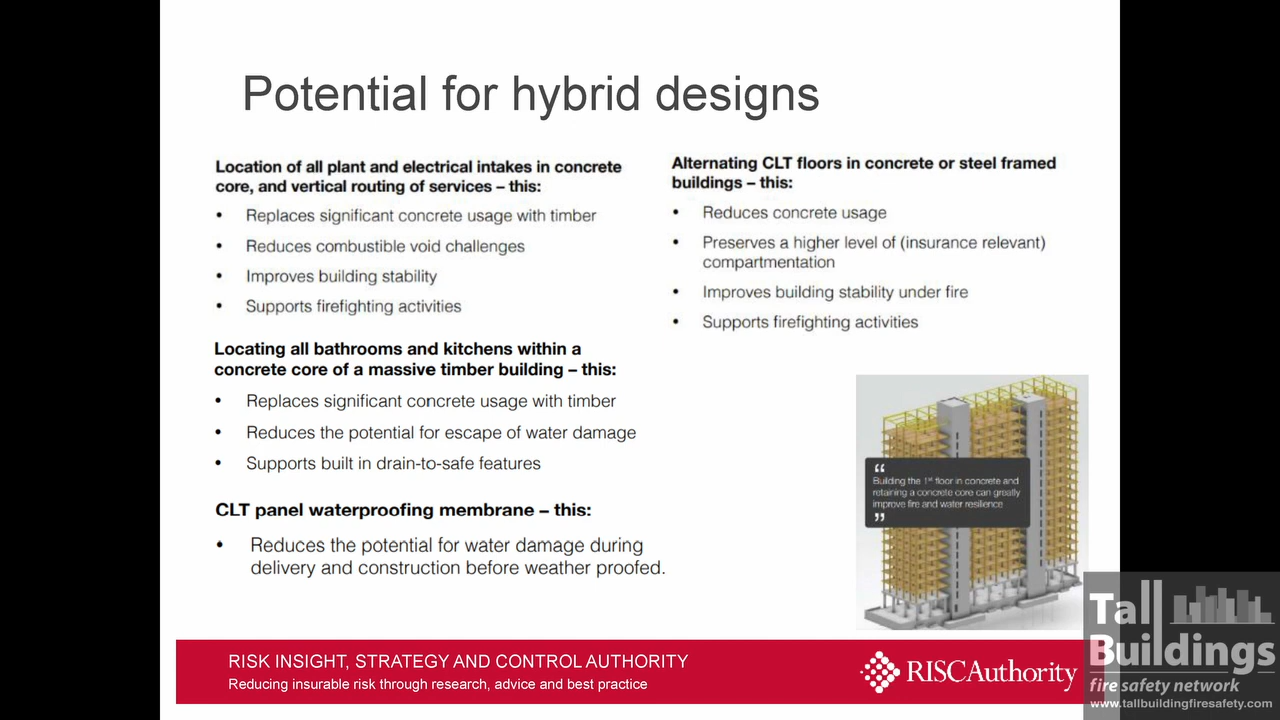 Potential for hybrid designs
Location of all plant and electrical intakes in concrete
core, and vertical routing of services – this:
• Replaces significant concrete usage with timber
• Reduces combustible void challenges
• Improves building stability
• Supports firefighting activities
Locating all bathrooms and kitchens within a
concrete core of a massive timber building – this:
• Replaces significant concrete usage with timber
• Reduces the potential for escape of water damage
• Supports built in drain-to-safe features
CLT panel waterproofing membrane – this:
• Reduces the potential for water damage during
delivery and construction before weather proofed.
Alternating CLT floors in concrete or steel framed
buildings – this:
• Reduces concrete usage
• Preserves a higher level of (insurance relevant)
compartmentation
• Improves building stability under fire
• Supports firefighting activities
“
Building the 1st floor in concrete and
retaining a concrete core can greatly
improve fire and water resilience
”
RISK INSIGHT, STRATEGY AND CONTROL AUTHORITY
Reducing insurable risk through research, advice and best practice
RISCAuthority
Tall
Buildings
fire safety network
www.tallbuildingfiresafety.com